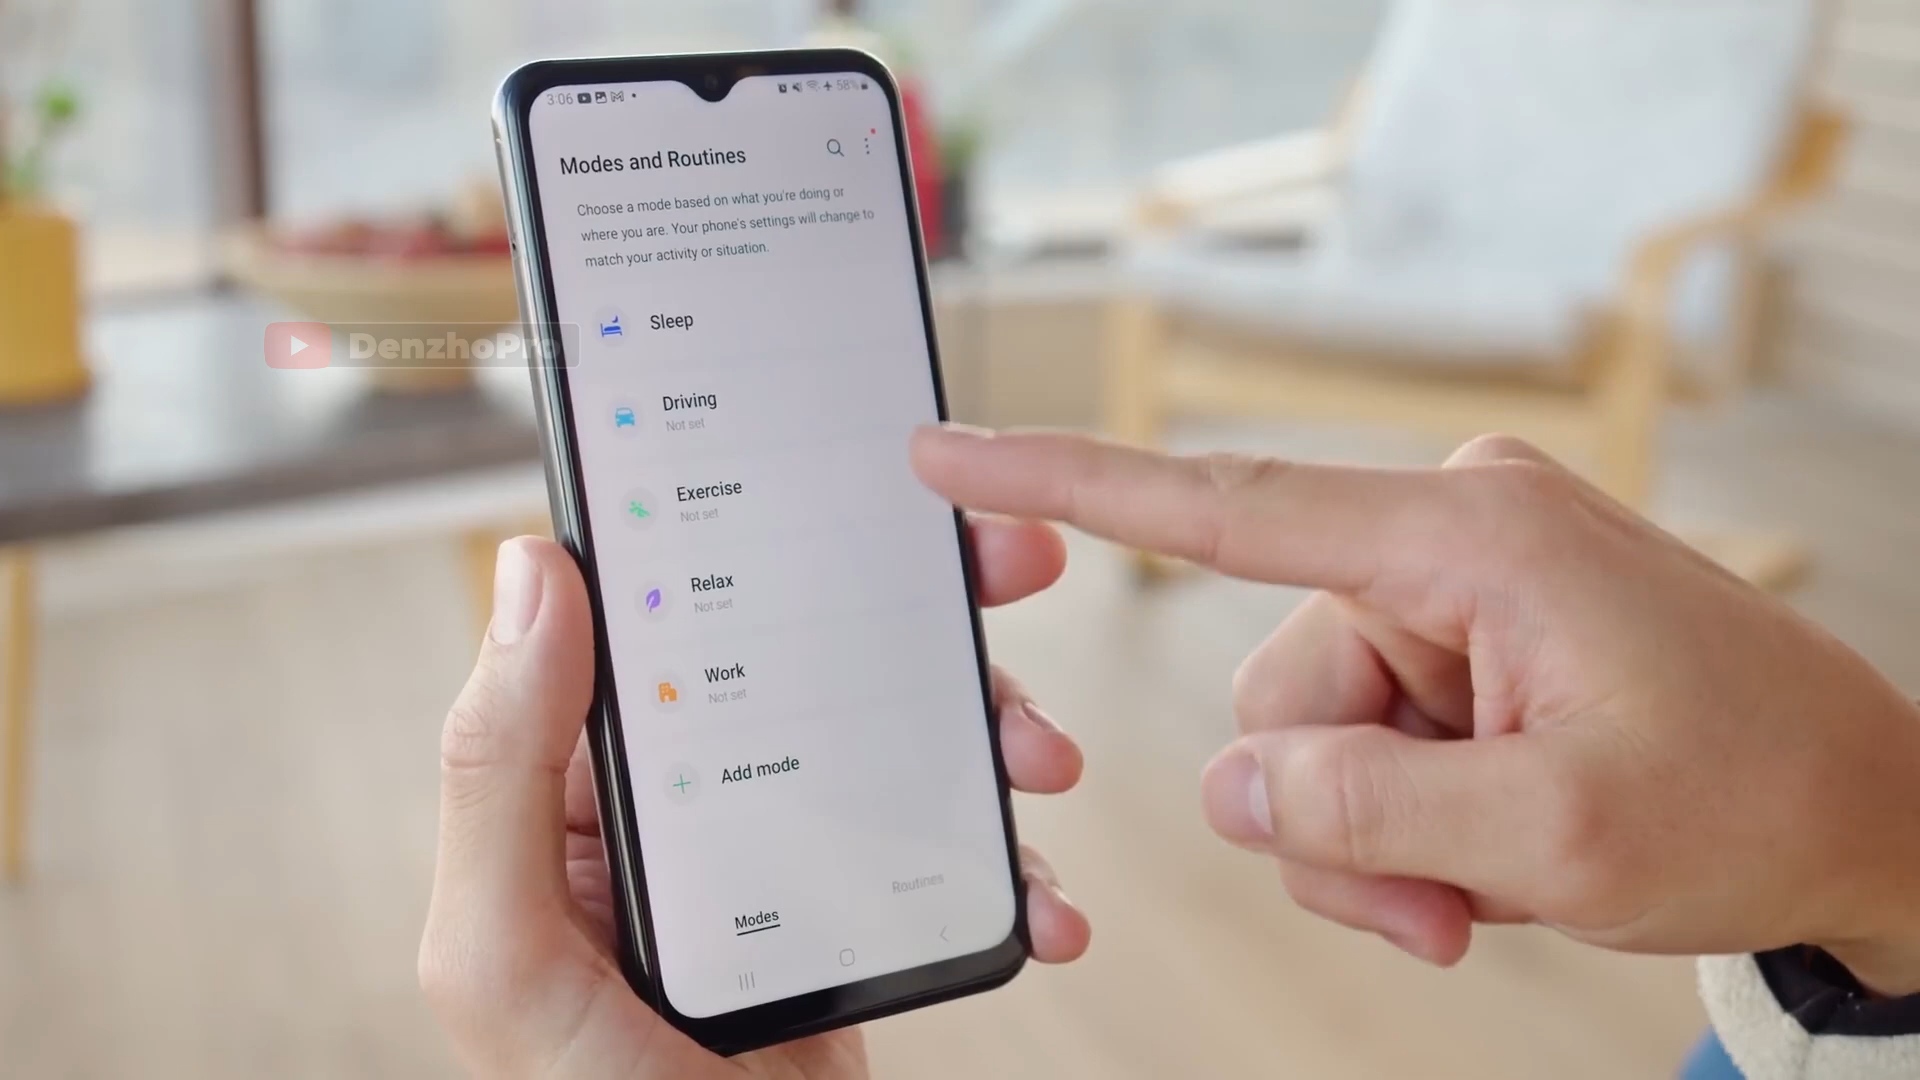 3:06
58%
Modes and Routines
Choose a mode based on what you're doing or
where you are. Your phone's settings will change to
match your activity or situation.
Sleep
DenzhoPro
Driving
Not set
Exercise
Not set
Relax
Not set
Work
Not set
Add mode
Modes
Routines